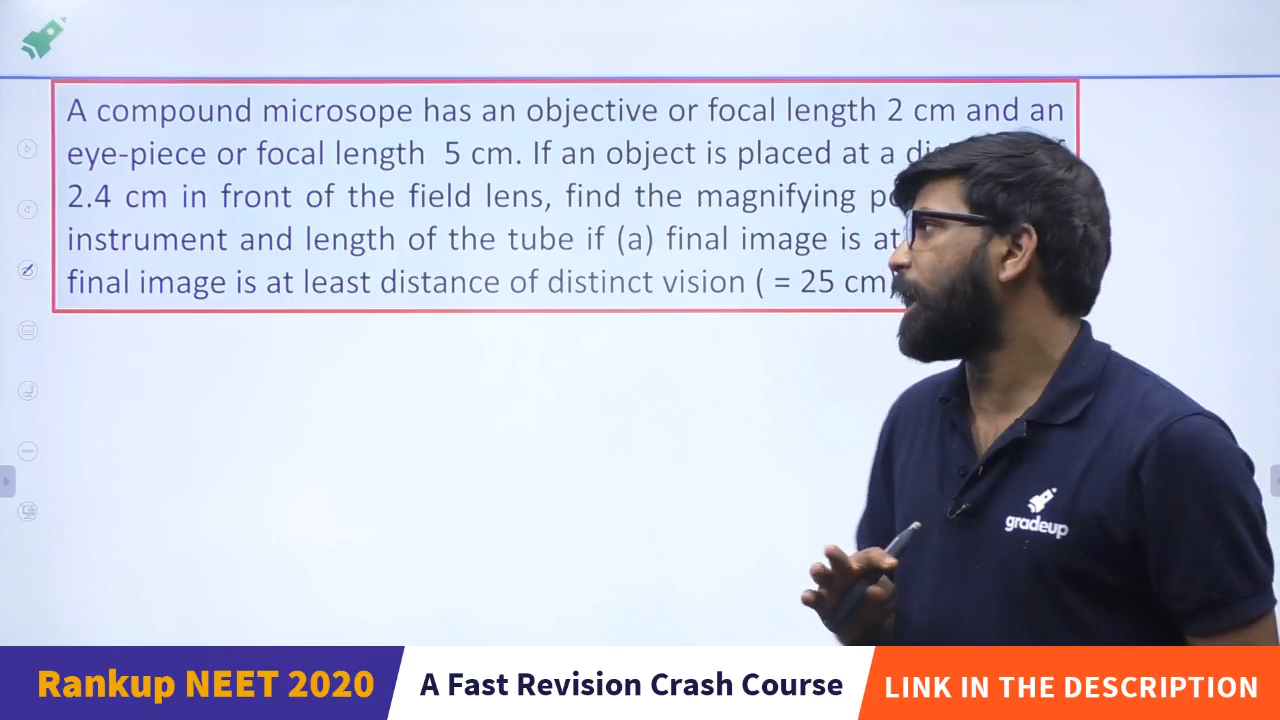 A compound microsope has an objective or focal length 2 cm and an
eye-piece or focal length 5 cm. If an object is placed at a
2.4 cm in front of the field lens, find the magnifying
instrument and length of the tube if (a) final image is at
final image is at least distance of distinct vision ( = 25 cm
gradeup
Rankup NEET 2020
A Fast Revision Crash Course
LINK IN THE DESCRIPTION